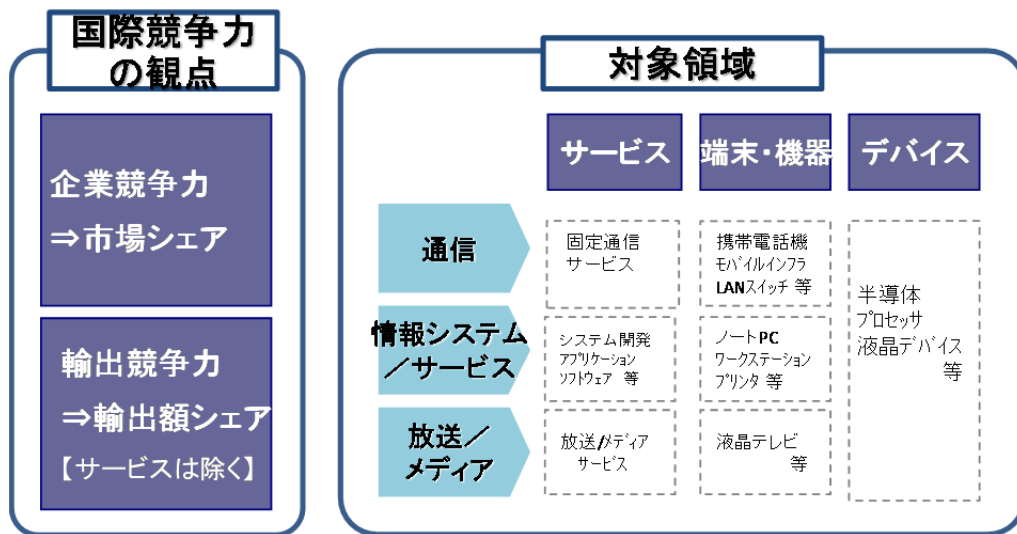 国際競争力
の観点
企業競争力
⇒市場シェア
輸出競争力
⇒輸出額シェア
【サービスは除く】
対象領域
サービス
端末・機器
デバイス
通信
固定通信
サービス
携帯電話機
モバイルインフラ
LANスイッチ 等
半導体
プロセッサ
液晶デバイス
等
情報システム
／サービス
システム開発
アプリケーション
ソフトウェア 等
ノートPC
ワークステーション
プリンタ 等
放送／
メディア
放送/メディア
サービス
液晶テレビ
等